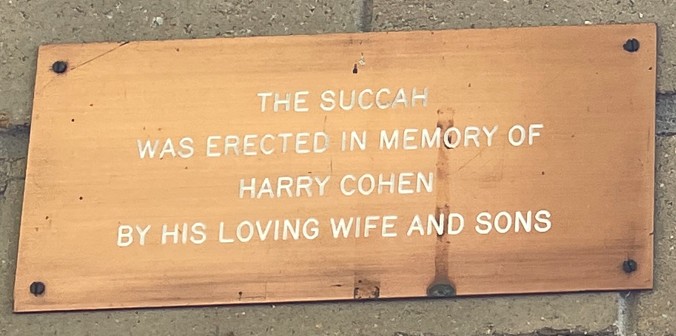 THE SUCCAH
WAS ERECTED IN MEMORY OF
HARRY COHEN
BY HIS LOVING WIFE AND SONS